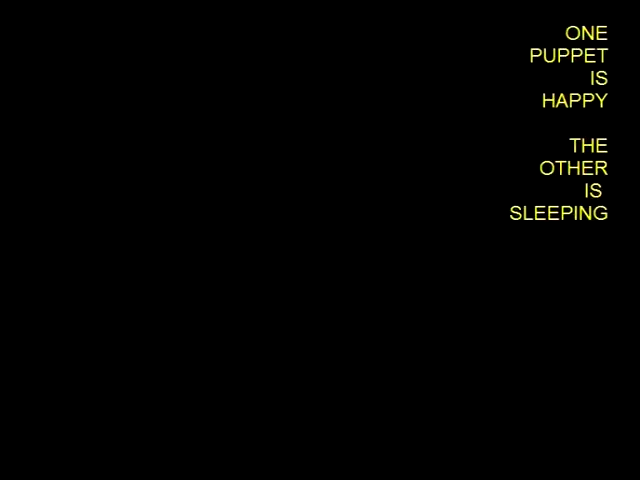 ONE
PUPPET
IS
HAPPY
THE
OTHER
IS
SLEEPING